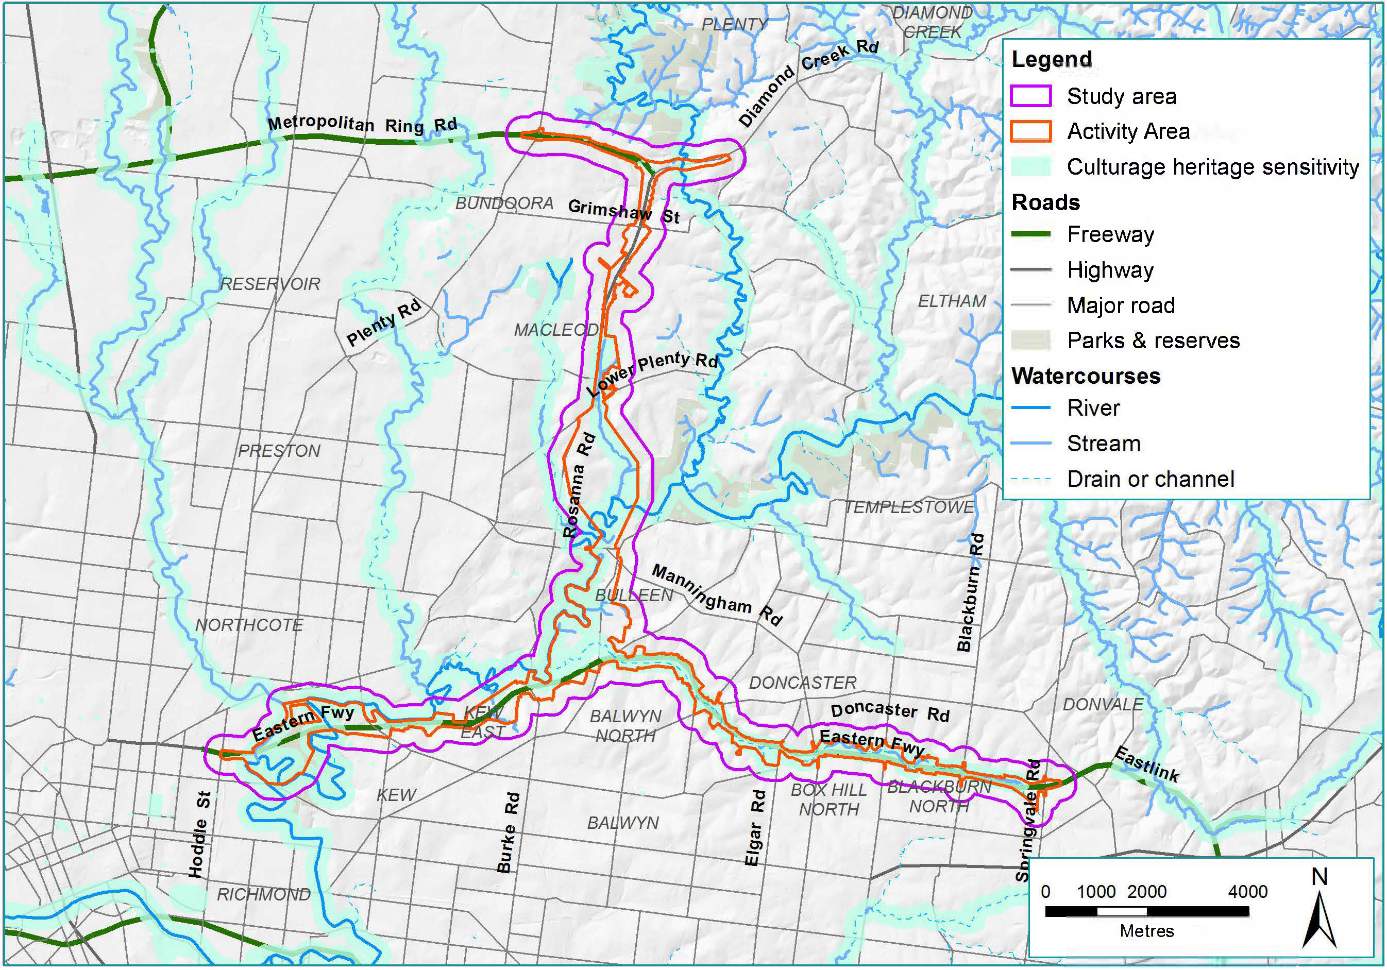 PLENTY
DIAMOND
CREEK
Diamond Creek Rd
Metropolitan Ring Rd
BUNDOORA
Grimshaw St
RESERVOIR
Plenty Rd
MACLEOD
ELTHAM
Lower Plenty Rd
PRESTON
Rosanna Rd
TEMPLESTOWE
Blackburn Rd
Manningham Rd
BULLEEN
NORTHCOTE
DONCASTER
DONVALE
Doncaster Rd
Eastern Fwy
KEW
EAST
BALWYN
NORTH
Eastern Fwy
Eastlink
BOX HILL
NORTH
BLACKBURN
NORTH
Springvale Rd
KEW
BALWYN
Hoddle St
Burke Rd
Elgar Rd
RICHMOND
Legend
Study area
Activity Area
Culturage heritage sensitivity
Roads
Freeway
Highway
Major road
Parks & reserves
Watercourses
River
Stream
Drain or channel
0 1000 2000 4000
Metres
N